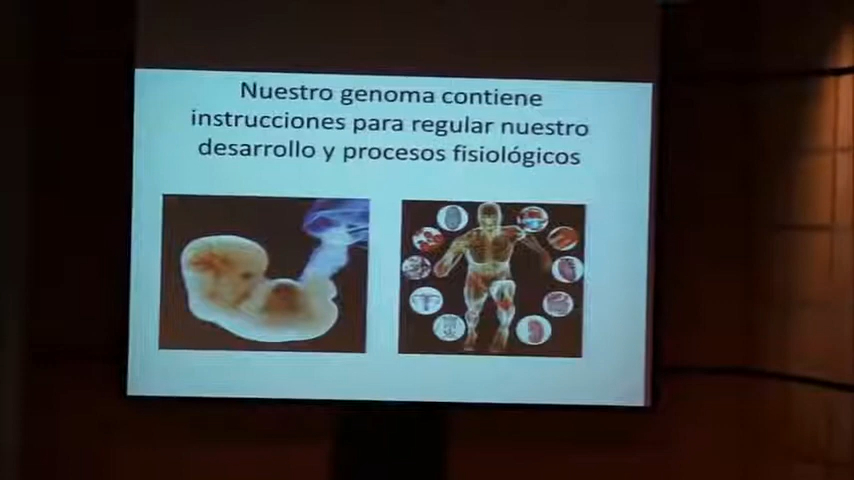 Nuestro genoma contiene
instrucciones para regular nuestro
desarrollo y procesos fisiológicos